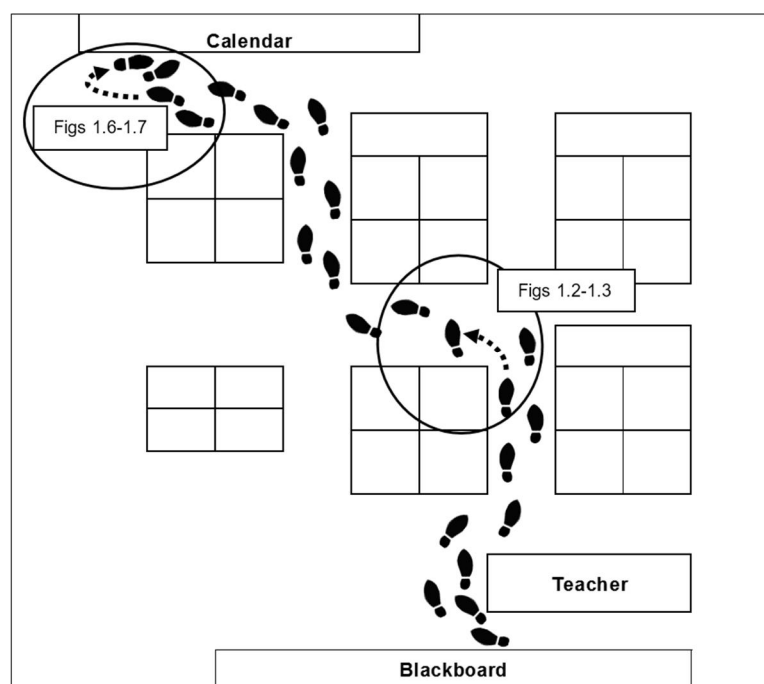 Calendar
Figs 1.6-1.7
Figs 1.2-1.3
Teacher
Blackboard